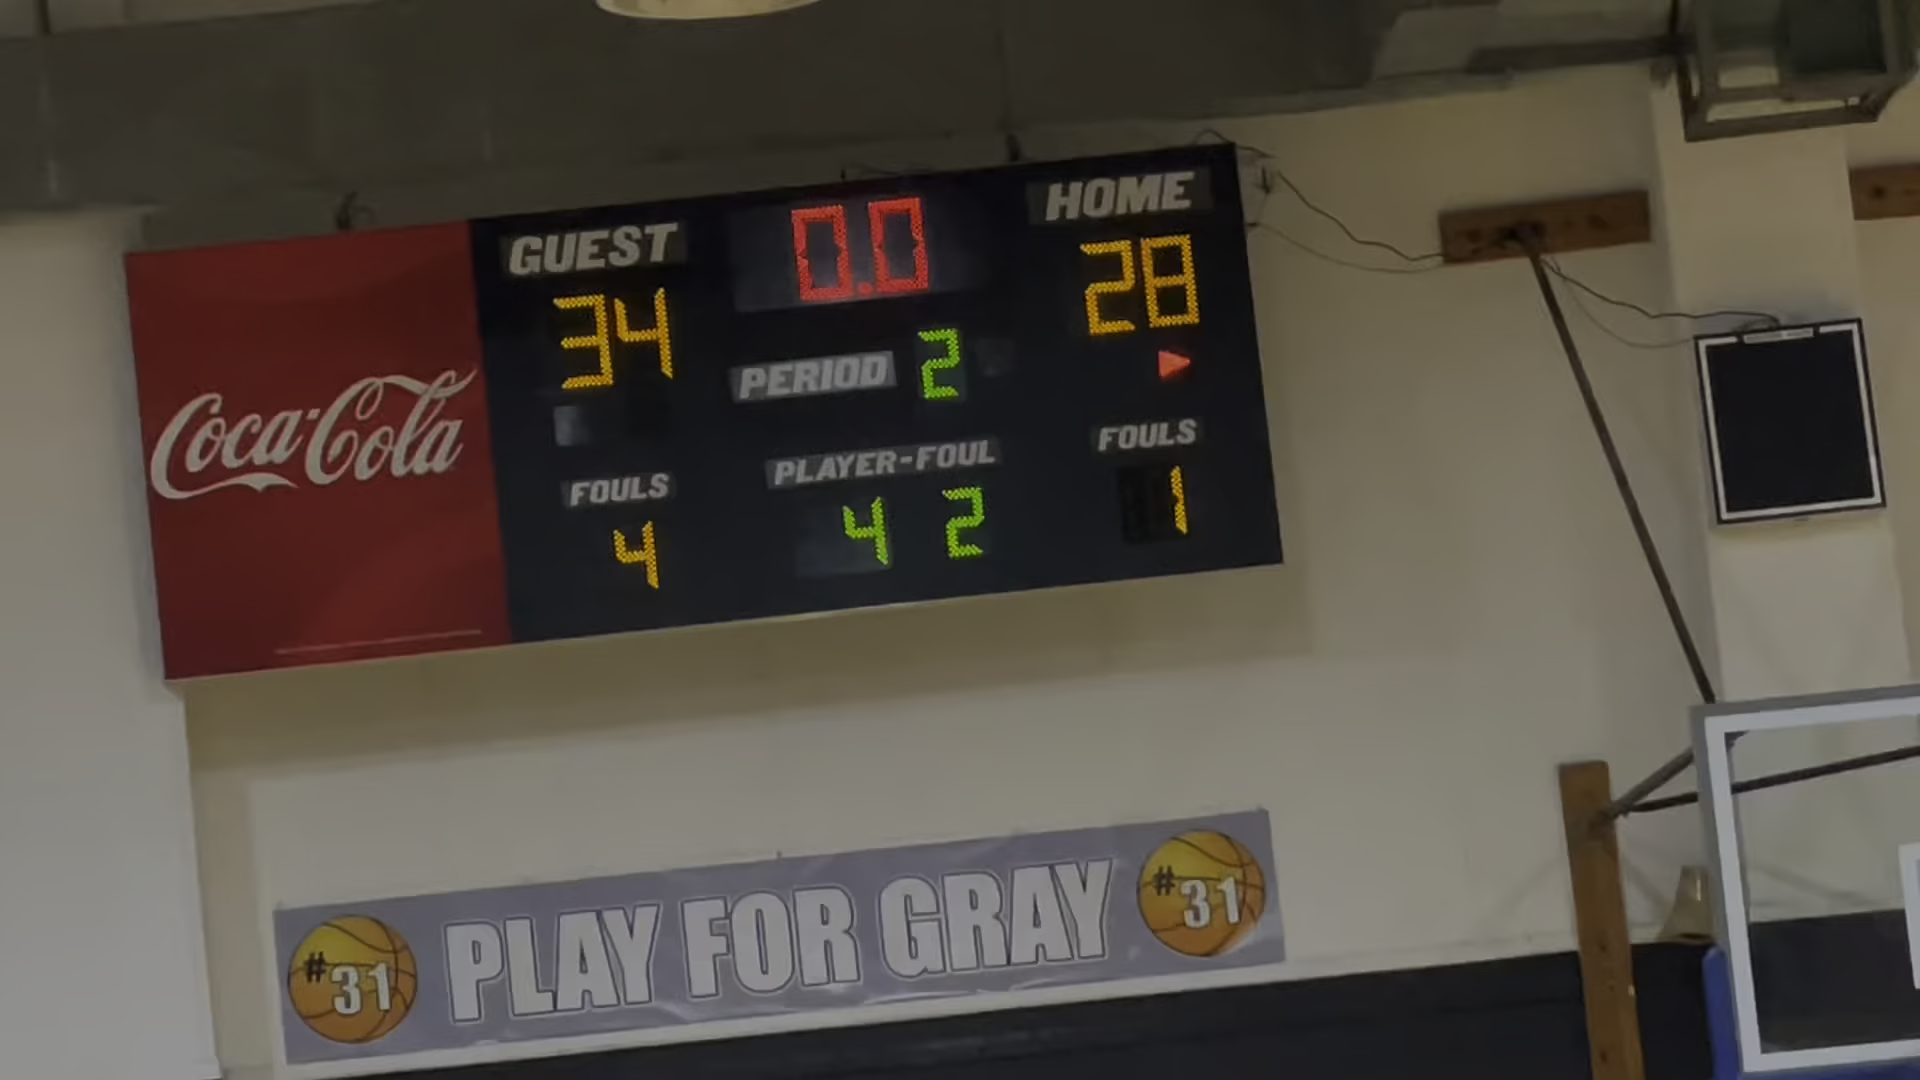 GUEST
0.0
HOME
34
28
PERIOD 2
Coca-Cola
FOULS
PLAYER-FOUL
FOULS
4
4 2
1
#31 PLAY FOR GRAY #31